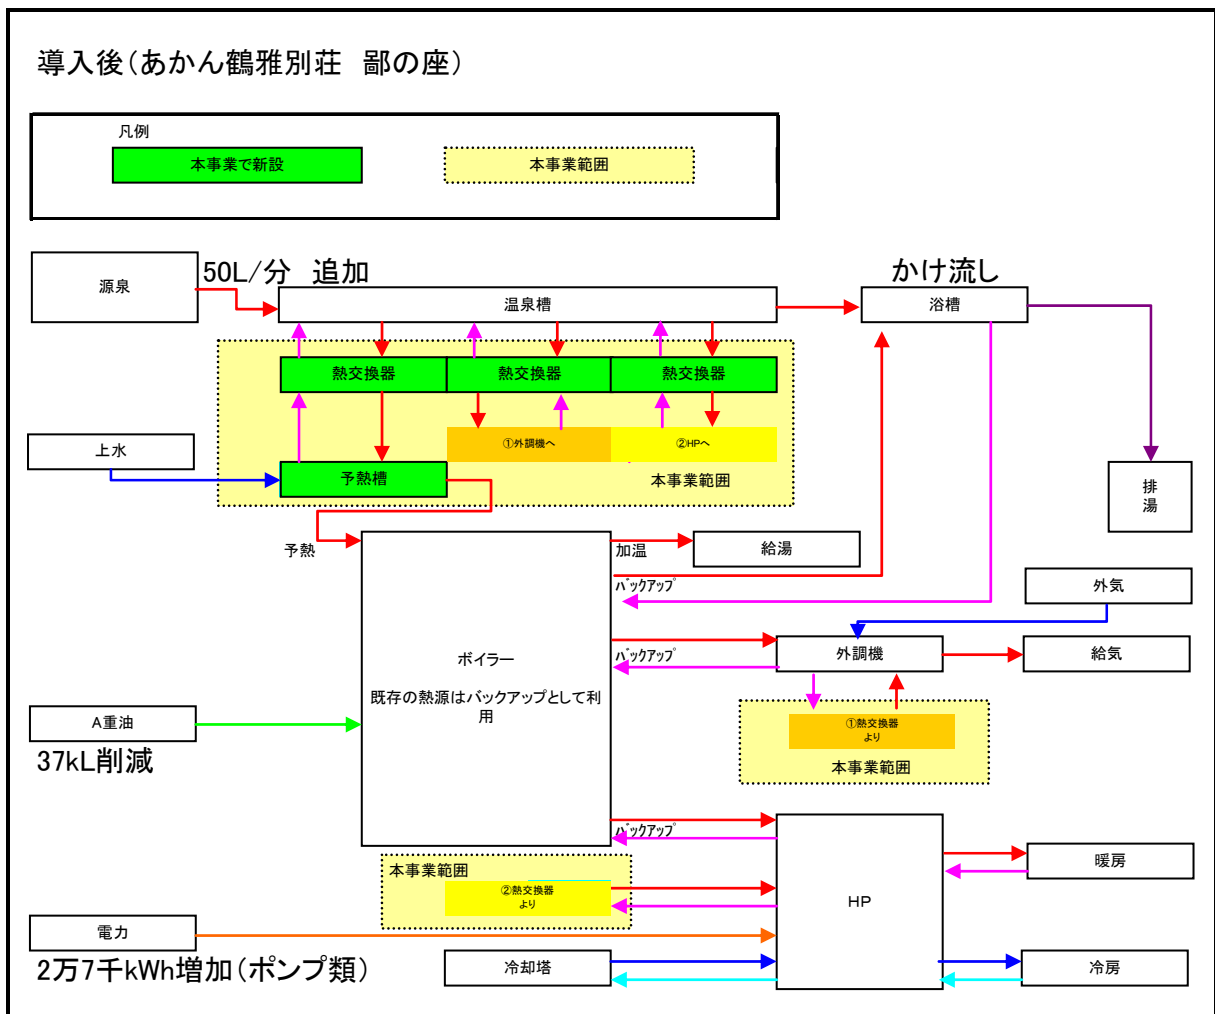 導入後(あかん鶴雅別荘　鄙の座)
凡例
本事業で新設
本事業範囲
源泉
50L/分　追加
温泉槽
かけ流し
浴槽
熱交換器
熱交換器
熱交換器
①外調機へ
②HPへ
上水
予熱槽
本事業範囲
排
湯
予熱
加温
給湯
バックアップ
外気
ボイラー
既存の熱源はバックアップとして利
用
バックアップ
外調機
給気
A重油
37kL削減
①熱交換器
より
本事業範囲
バックアップ
本事業範囲
②熱交換器
より
HP
暖房
電力
2万7千kWh増加(ポンプ類)
冷却塔
冷房